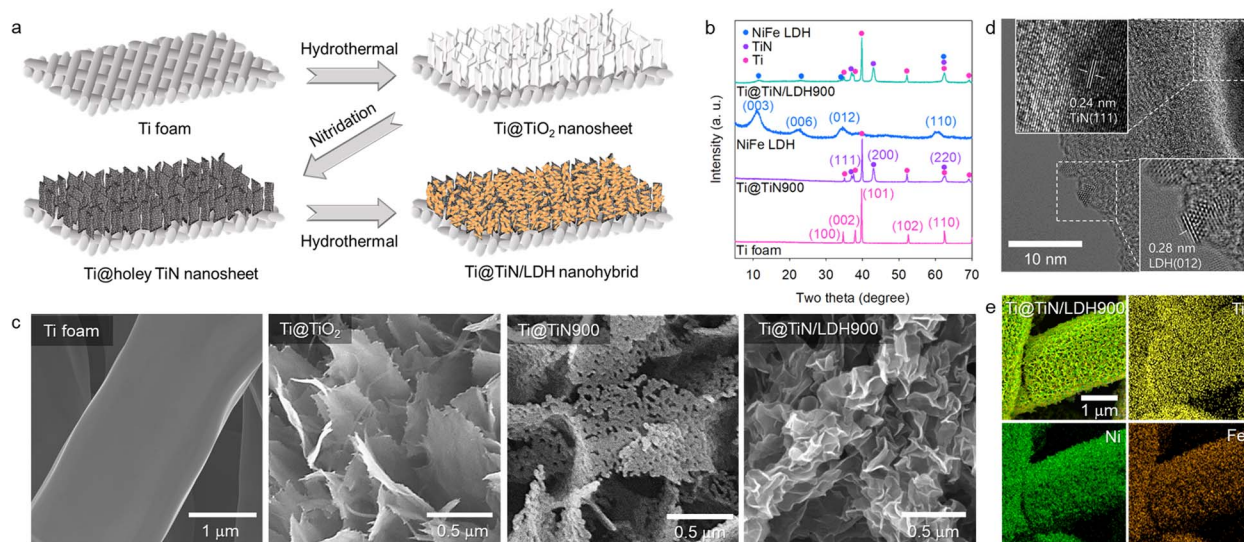 a
Ti foam
Hydrothermal
Ti@TiO₂ nanosheet
Nitridation
Ti@holey TiN nanosheet
Hydrothermal
Ti@TiN/LDH nanohybrid
b
NiFe LDH
TiN
Ti
Ti@TiN/LDH900
(003)
(006)
(012)
(110)
NiFe LDH
(111)
(200)
(220)
Ti@TiN900
(101)
(002)
(100)
(102)
(110)
Ti foam
Intensity (a. u.)
10 20 30 40 50 60 70
Two theta (degree)
c
Ti foam
1 μm
Ti@TiO₂
0.5 μm
Ti@TiN900
0.5 μm
Ti@TiN/LDH900
0.5 μm
d
0.24 nm
TiN(111)
0.28 nm
LDH(012)
10 nm
e
Ti@TiN/LDH900
1 μm
Ti
Ni
Fe